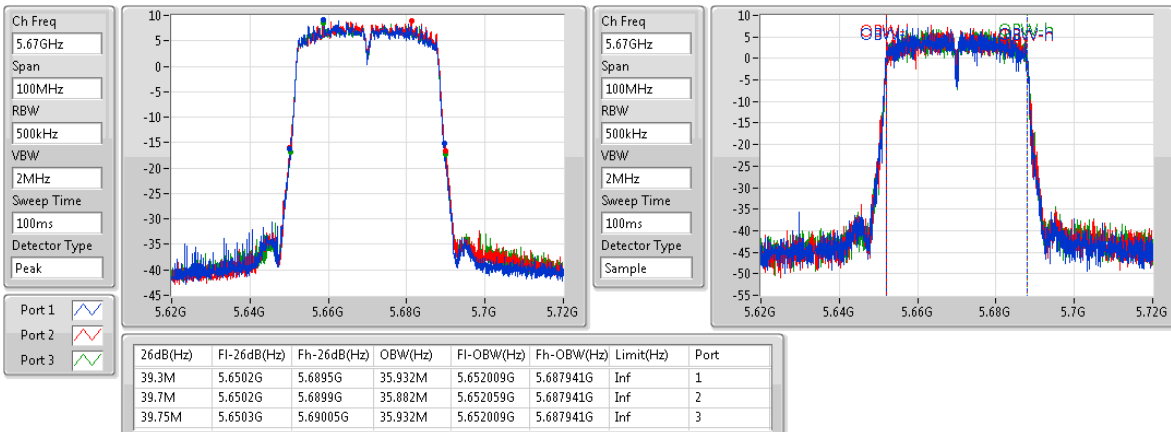 Ch Freq
5.67GHz
Span
100MHz
RBW
500kHz
VBW
2MHz
Sweep Time
100ms
Detector Type
Peak
10
5
0
-5
-10
-15
-20
-25
-30
-35
-40
-45
5.62G 5.64G 5.66G 5.68G 5.7G 5.72G
Ch Freq
5.67GHz
Span
100MHz
RBW
500kHz
VBW
2MHz
Sweep Time
100ms
Detector Type
Sample
10
5
0
-5
-10
-15
-20
-25
-30
-35
-40
-45
-50
-55
OBW-h
5.62G 5.64G 5.66G 5.68G 5.7G 5.72G
Port 1
Port 2
Port 3
26dB(Hz) Fl-26dB(Hz) Fh-26dB(Hz) OBW(Hz) Fl-OBW(Hz) Fh-OBW(Hz) Limit(Hz) Port
39.3M 5.6502G 5.6895G 35.932M 5.652009G 5.687941G Inf 1
39.7M 5.6502G 5.6899G 35.882M 5.652059G 5.687941G Inf 2
39.75M 5.6503G 5.69005G 35.932M 5.652009G 5.687941G Inf 3